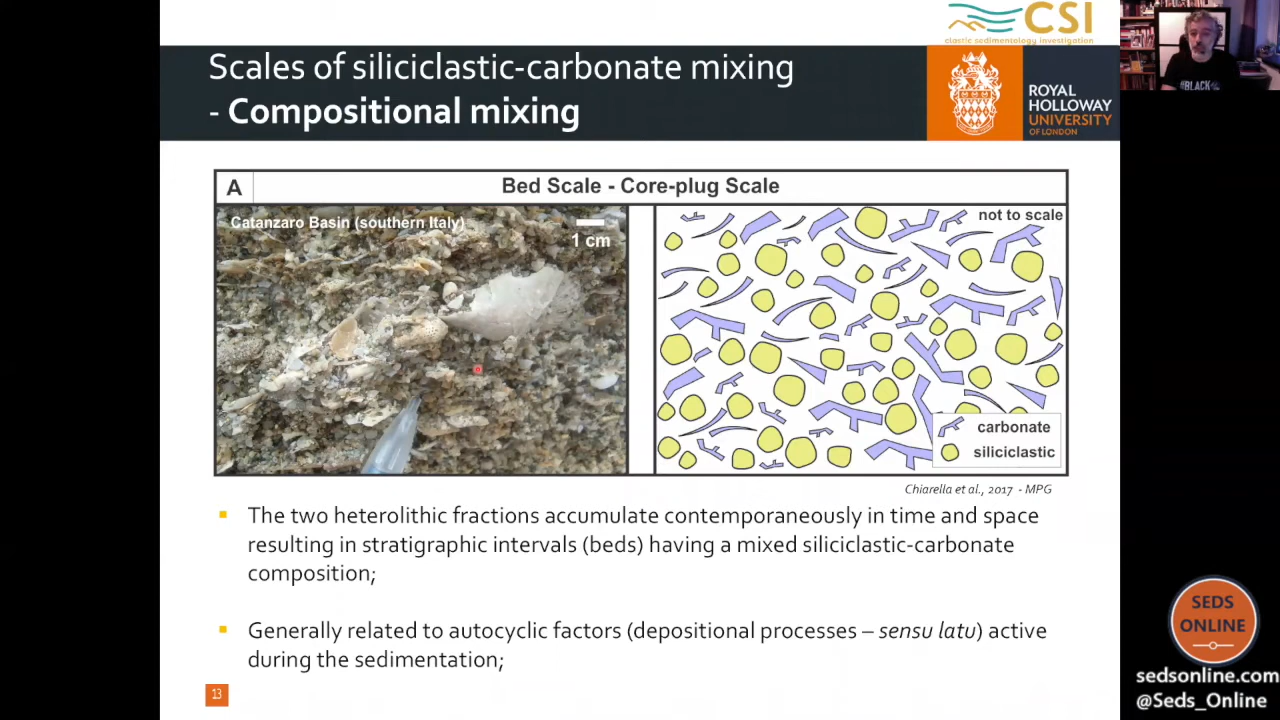 CSI
clastic sedimentology investigation
Scales of siliciclastic-carbonate mixing
- Compositional mixing
ROYAL
HOLLOWAY
UNIVERSITY
OF LONDON
#BLACK
A
Bed Scale - Core-plug Scale
Catanzaro Basin (southern Italy)
1 cm
not to scale
carbonate
siliciclastic
Chiarella et al., 2017 - MPG
▪ The two heterolithic fractions accumulate contemporaneously in time and space
resulting in stratigraphic intervals (beds) having a mixed siliciclastic-carbonate
composition;
▪ Generally related to autocyclic factors (depositional processes – sensu latu) active
during the sedimentation;
13
SEDS
ONLINE
sedsonline.com
@Seds_Online